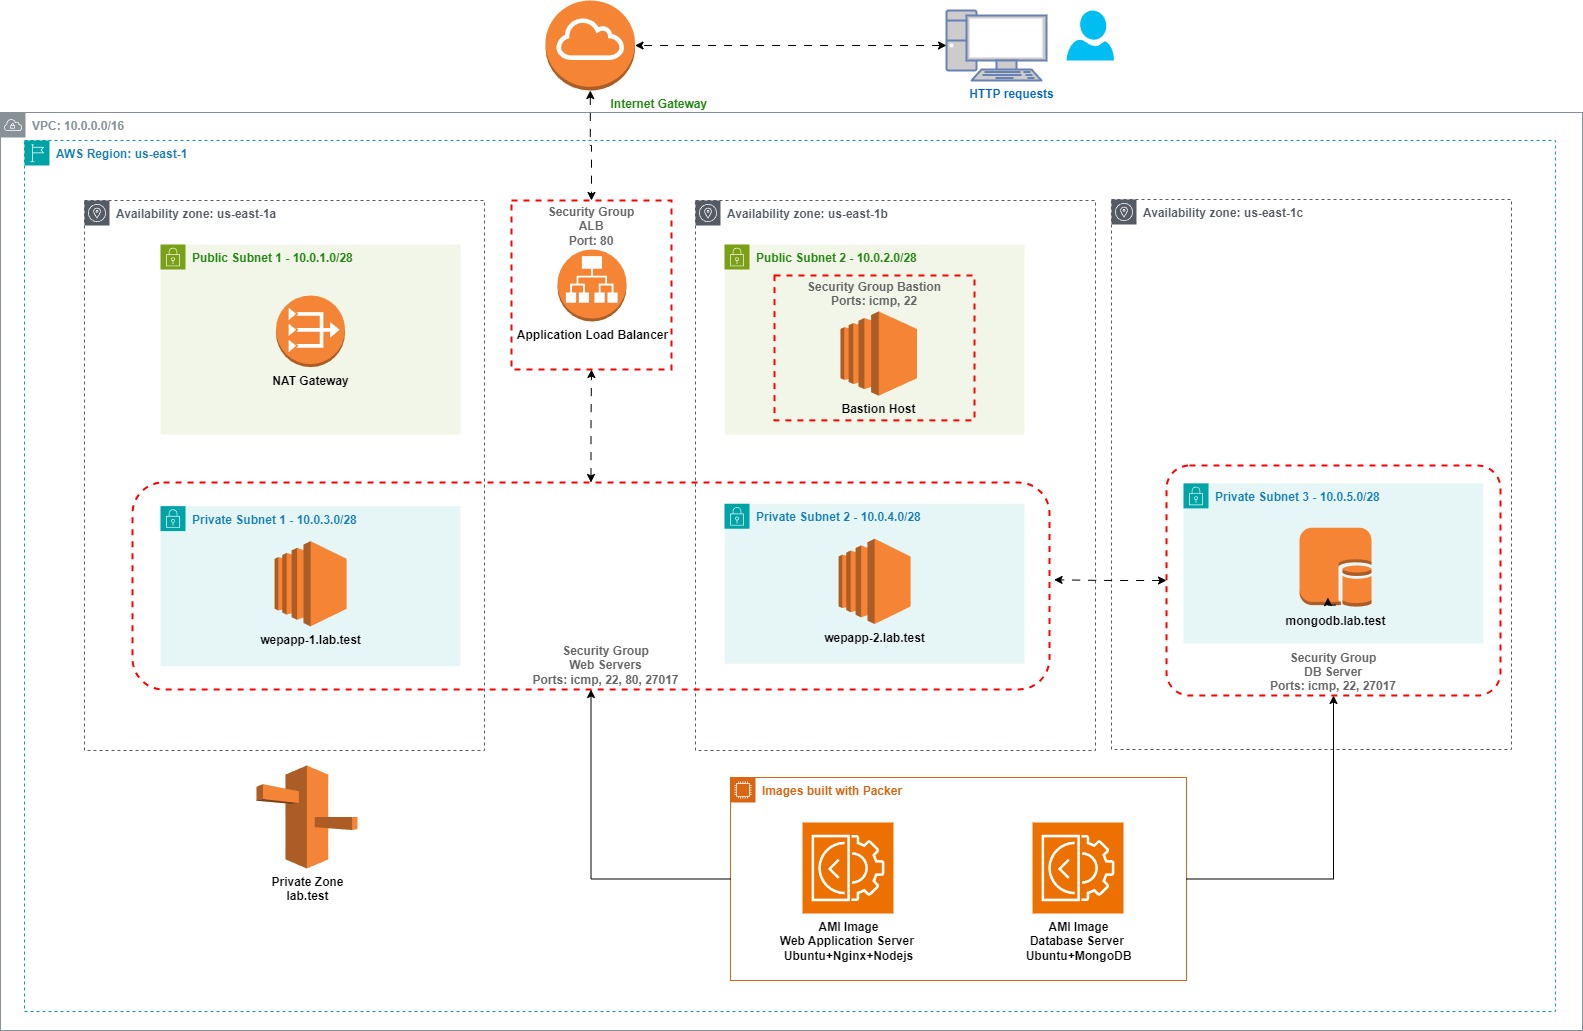 Internet Gateway
HTTP requests
VPC: 10.0.0.0/16
AWS Region: us-east-1
Availability zone: us-east-1a
Public Subnet 1 - 10.0.1.0/28
NAT Gateway
Security Group
ALB
Port: 80
Application Load Balancer
Availability zone: us-east-1b
Public Subnet 2 - 10.0.2.0/28
Security Group Bastion
Ports: icmp, 22
Bastion Host
Availability zone: us-east-1c
Private Subnet 1 - 10.0.3.0/28
wepapp-1.lab.test
Private Subnet 2 - 10.0.4.0/28
wepapp-2.lab.test
Security Group
Web Servers
Ports: icmp, 22, 80, 27017
Private Subnet 3 - 10.0.5.0/28
mongodb.lab.test
Security Group
DB Server
Ports: icmp, 22, 27017
Private Zone
lab.test
Images built with Packer
AMI Image
Web Application Server
Ubuntu+Nginx+Nodejs
AMI Image
Database Server
Ubuntu+MongoDB